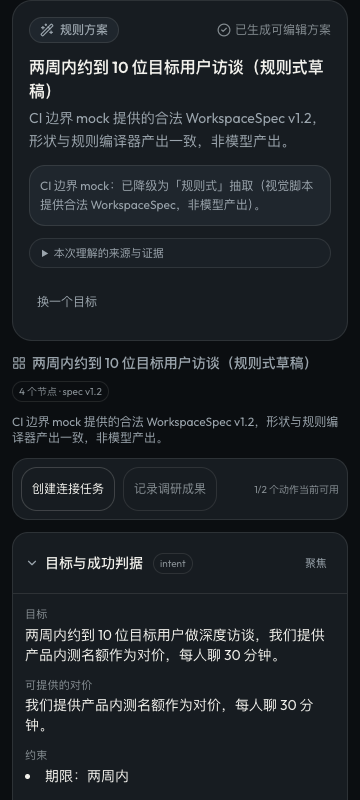 规则方案
已生成可编辑方案
两周内约到 10 位目标用户访谈（规则式草
稿）
CI 边界 mock 提供的合法 WorkspaceSpec v1.2，
形状与规则编译器产出一致，非模型产出。
CI 边界 mock：已降级为「规则式」抽取（视觉脚本
提供合法 WorkspaceSpec，非模型产出）。
▶ 本次理解的来源与证据
换一个目标
两周内约到 10 位目标用户访谈（规则式草稿）
4 个节点 · spec v1.2
CI 边界 mock 提供的合法 WorkspaceSpec v1.2，形状与规则编
译器产出一致，非模型产出。
创建连接任务
记录调研成果
1/2 个动作当前可用
目标与成功判据
intent
聚焦
目标
两周内约到 10 位目标用户做深度访谈，我们提供
产品内测名额作为对价，每人聊 30 分钟。
可提供的对价
我们提供产品内测名额作为对价，每人聊 30 分
钟。
约束
• 期限：两周内